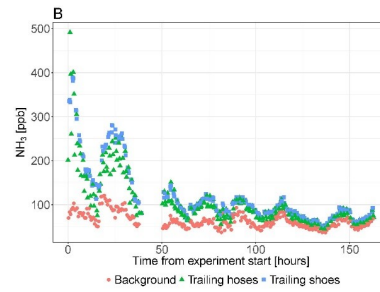 B
500
400
300
200
100
NH₃ [ppb]
0
50
100
150
Time from experiment start [hours]
Background Trailing hoses Trailing shoes